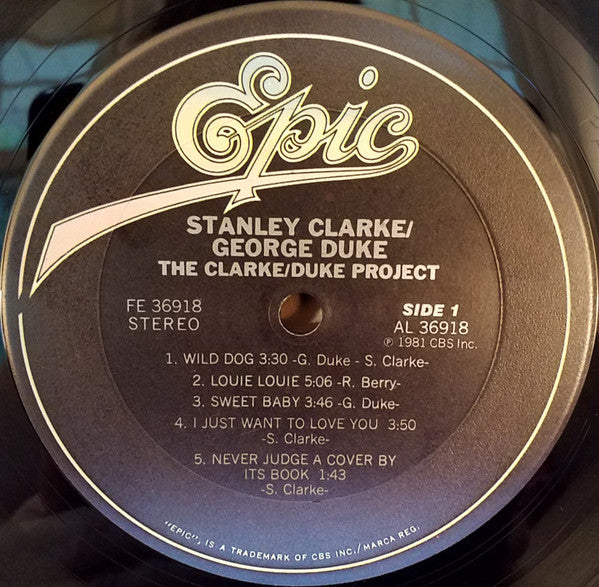 Epic
STANLEY CLARKE/
GEORGE DUKE
THE CLARKE/DUKE PROJECT
FE 36918
STEREO
SIDE 1
AL 36918
℗ 1981 CBS Inc.
1. WILD DOG 3:30 -G. Duke - S. Clarke-
2. LOUIE LOUIE 5:06 -R. Berry-
3. SWEET BABY 3:46 -G. Duke-
4. I JUST WANT TO LOVE YOU 3:50
-S. Clarke-
5. NEVER JUDGE A COVER BY
ITS BOOK 1:43
-S. Clarke-
"EPIC", IS A TRADEMARK OF CBS INC./MARCA REG.